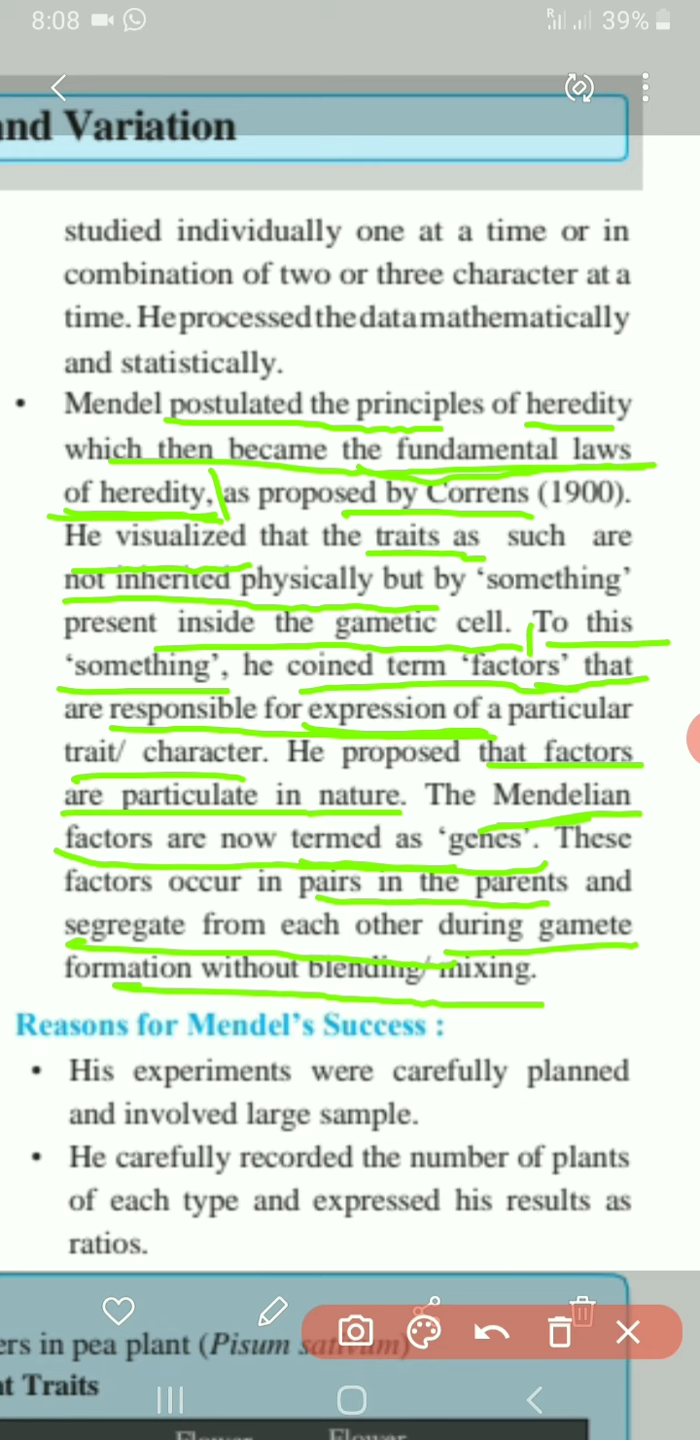 8:08
R
39%
nd Variation
studied individually one at a time or in
combination of two or three character at a
time. He processed the data mathematically
and statistically.
• Mendel postulated the principles of heredity
which then became the fundamental laws
of heredity, as proposed by Correns (1900).
He visualized that the traits as such are
not inherited physically but by ‘something’
present inside the gametic cell. To this
‘something’, he coined term ‘factors’ that
are responsible for expression of a particular
trait/ character. He proposed that factors
are particulate in nature. The Mendelian
factors are now termed as ‘genes’. These
factors occur in pairs in the parents and
segregate from each other during gamete
formation without blending/ mixing.
Reasons for Mendel’s Success :
• His experiments were carefully planned
and involved large sample.
• He carefully recorded the number of plants
of each type and expressed his results as
ratios.
ers in pea plant (Pisum sativum)
t Traits
Flower Flower